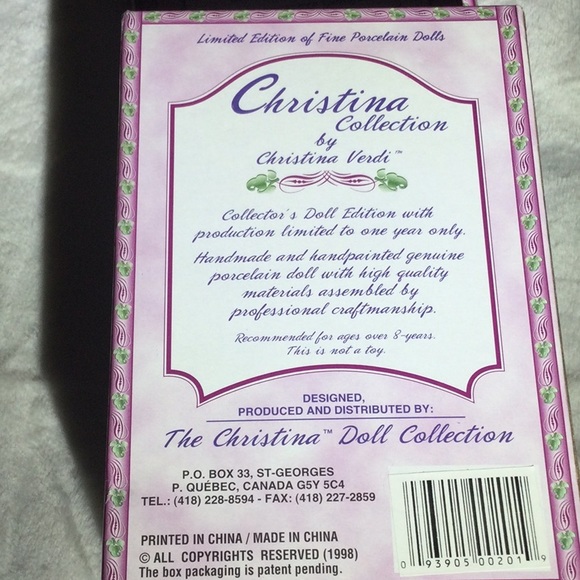 Limited Edition of Fine Porcelain Dolls
Christina
Collection
by
Christina Verdi™
Collector's Doll Edition with
production limited to one year only.
Handmade and handpainted genuine
porcelain doll with high quality
materials assembled by
professional craftmanship.
Recommended for ages over 8-years.
This is not a toy.
DESIGNED,
PRODUCED AND DISTRIBUTED BY:
The Christina™ Doll Collection
P.O. BOX 33, ST-GEORGES
P. QUÉBEC, CANADA G5Y 5C4
TEL.: (418) 228-8594 - FAX: (418) 227-2859
PRINTED IN CHINA / MADE IN CHINA
© ALL COPYRIGHTS RESERVED (1998)
The box packaging is patent pending.
0 93905 00201 9